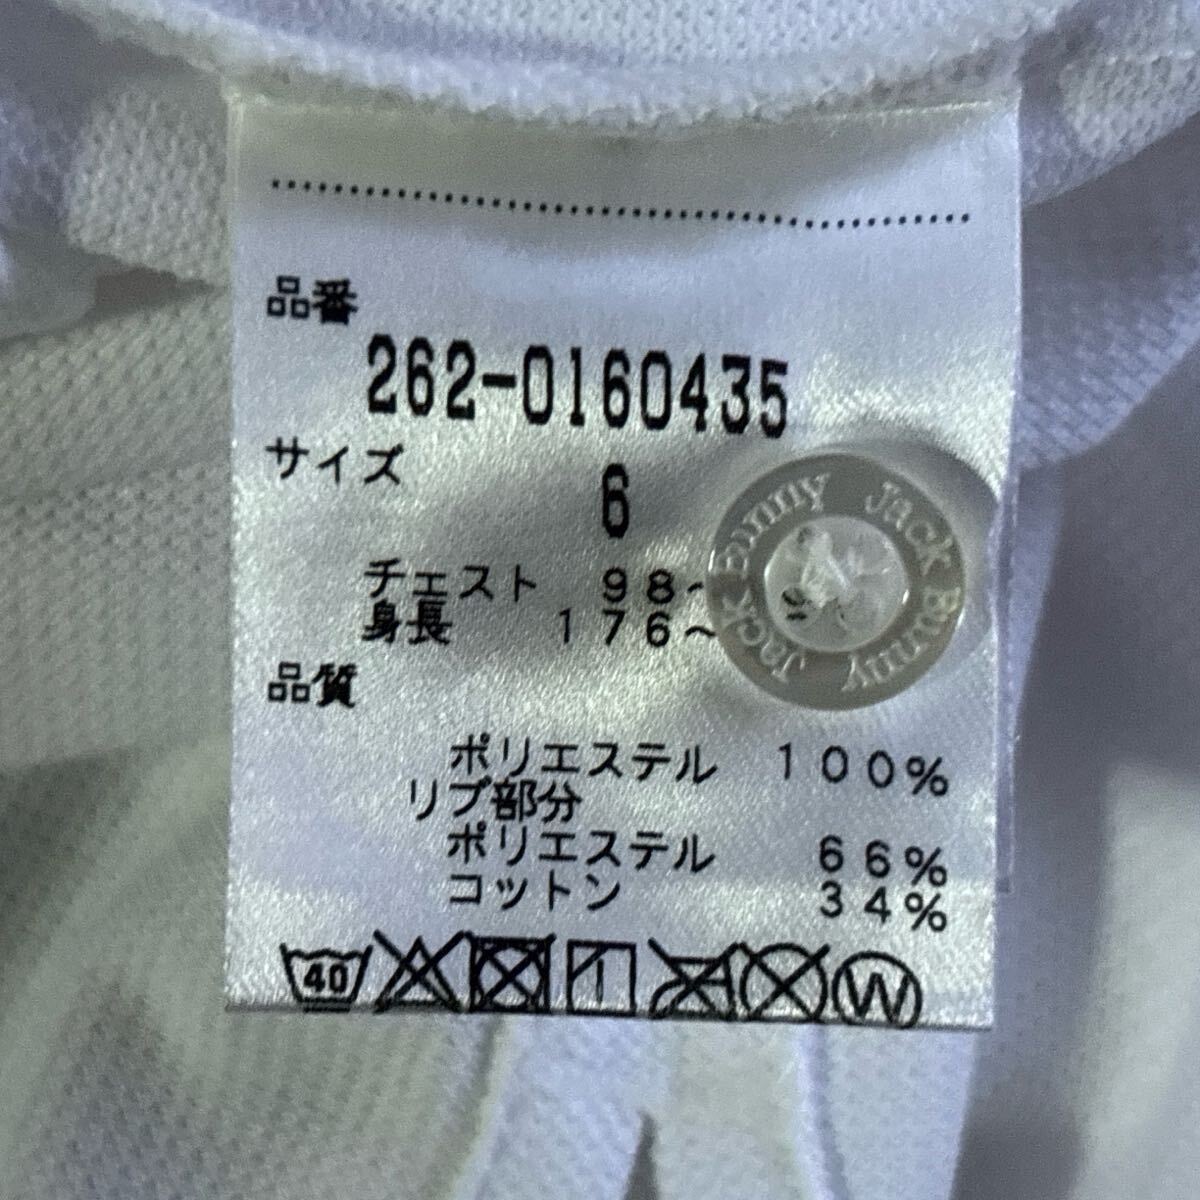 品番
262-0160435
サイズ
6
チェスト 98~
身長 176~
品質
ポリエステル 100%
リブ部分
ポリエステル 66%
コットン 34%
40
W
Jack Bunny Jack Bunny